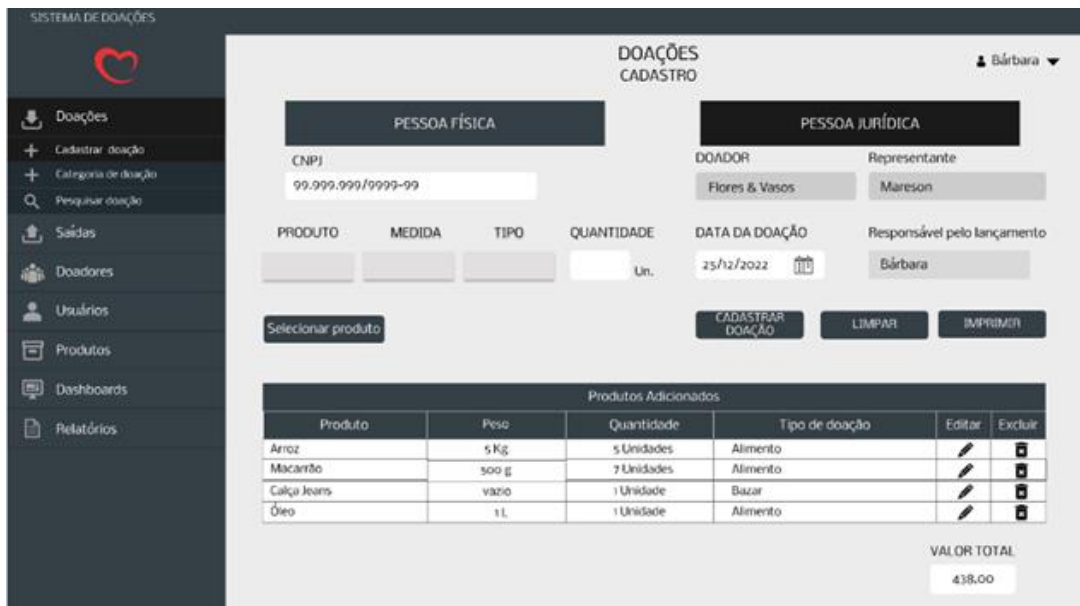 SISTEMA DE DOAÇÕES
DOAÇÕES
CADASTRO
Bárbara
Doações
Cadastrar doação
Categoria de doação
Pesquisar doação
Saídas
Doadores
Usuários
Produtos
Dashboards
Relatórios
PESSOA FÍSICA PESSOA JURÍDICA
CNPJ DOADOR Representante
99.999.999/9999-99 Flores & Vasos Mareson
PRODUTO MEDIDA TIPO QUANTIDADE DATA DA DOAÇÃO Responsável pelo lançamento
Un. 25/12/2022 Bárbara
Selecionar produto CADASTRAR DOAÇÃO LIMPAR IMPRIMIR
Produtos Adicionados
Produto Peso Quantidade Tipo de doação Editar Excluir
Arroz 5 Kg 5 Unidades Alimento
Macarrão 500 g 7 Unidades Alimento
Calça Jeans vazio 1 Unidade Bazar
Óleo 1 L 1 Unidade Alimento
VALOR TOTAL
438.00